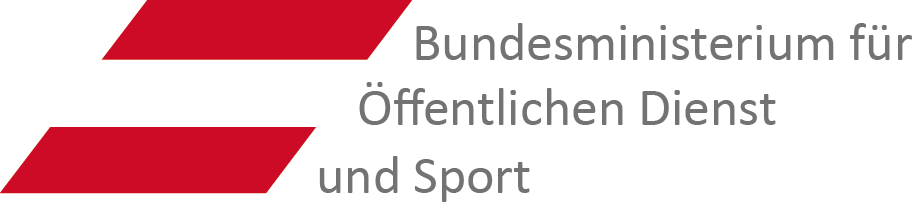 Bundesministerium für
Öffentlichen Dienst
und Sport